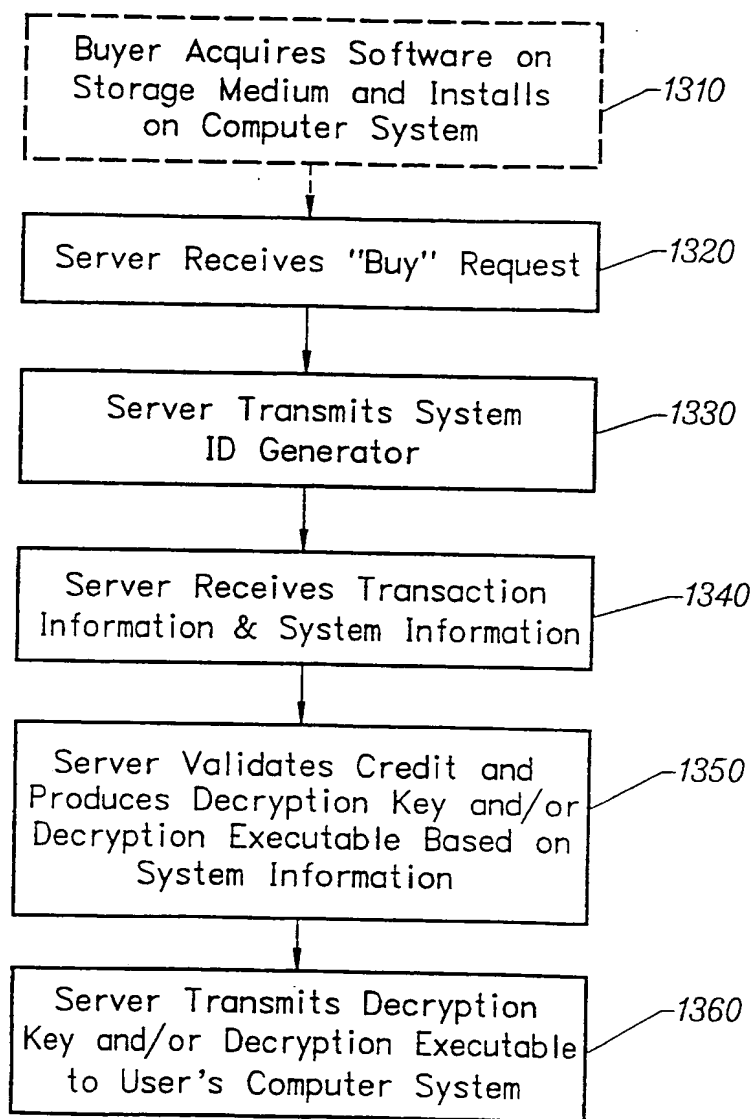 Buyer Acquires Software on
Storage Medium and Installs
on Computer System
1310
Server Receives "Buy" Request
1320
Server Transmits System
ID Generator
1330
Server Receives Transaction
Information & System Information
1340
Server Validates Credit and
Produces Decryption Key and/or
Decryption Executable Based on
System Information
1350
Server Transmits Decryption
Key and/or Decryption Executable
to User's Computer System
1360